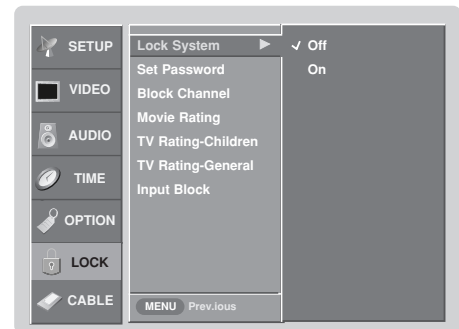 SETUP
VIDEO
AUDIO
TIME
OPTION
LOCK
CABLE
Lock System ▶
Set Password
Block Channel
Movie Rating
TV Rating-Children
TV Rating-General
Input Block
MENU Prev.ious
✓ Off
On